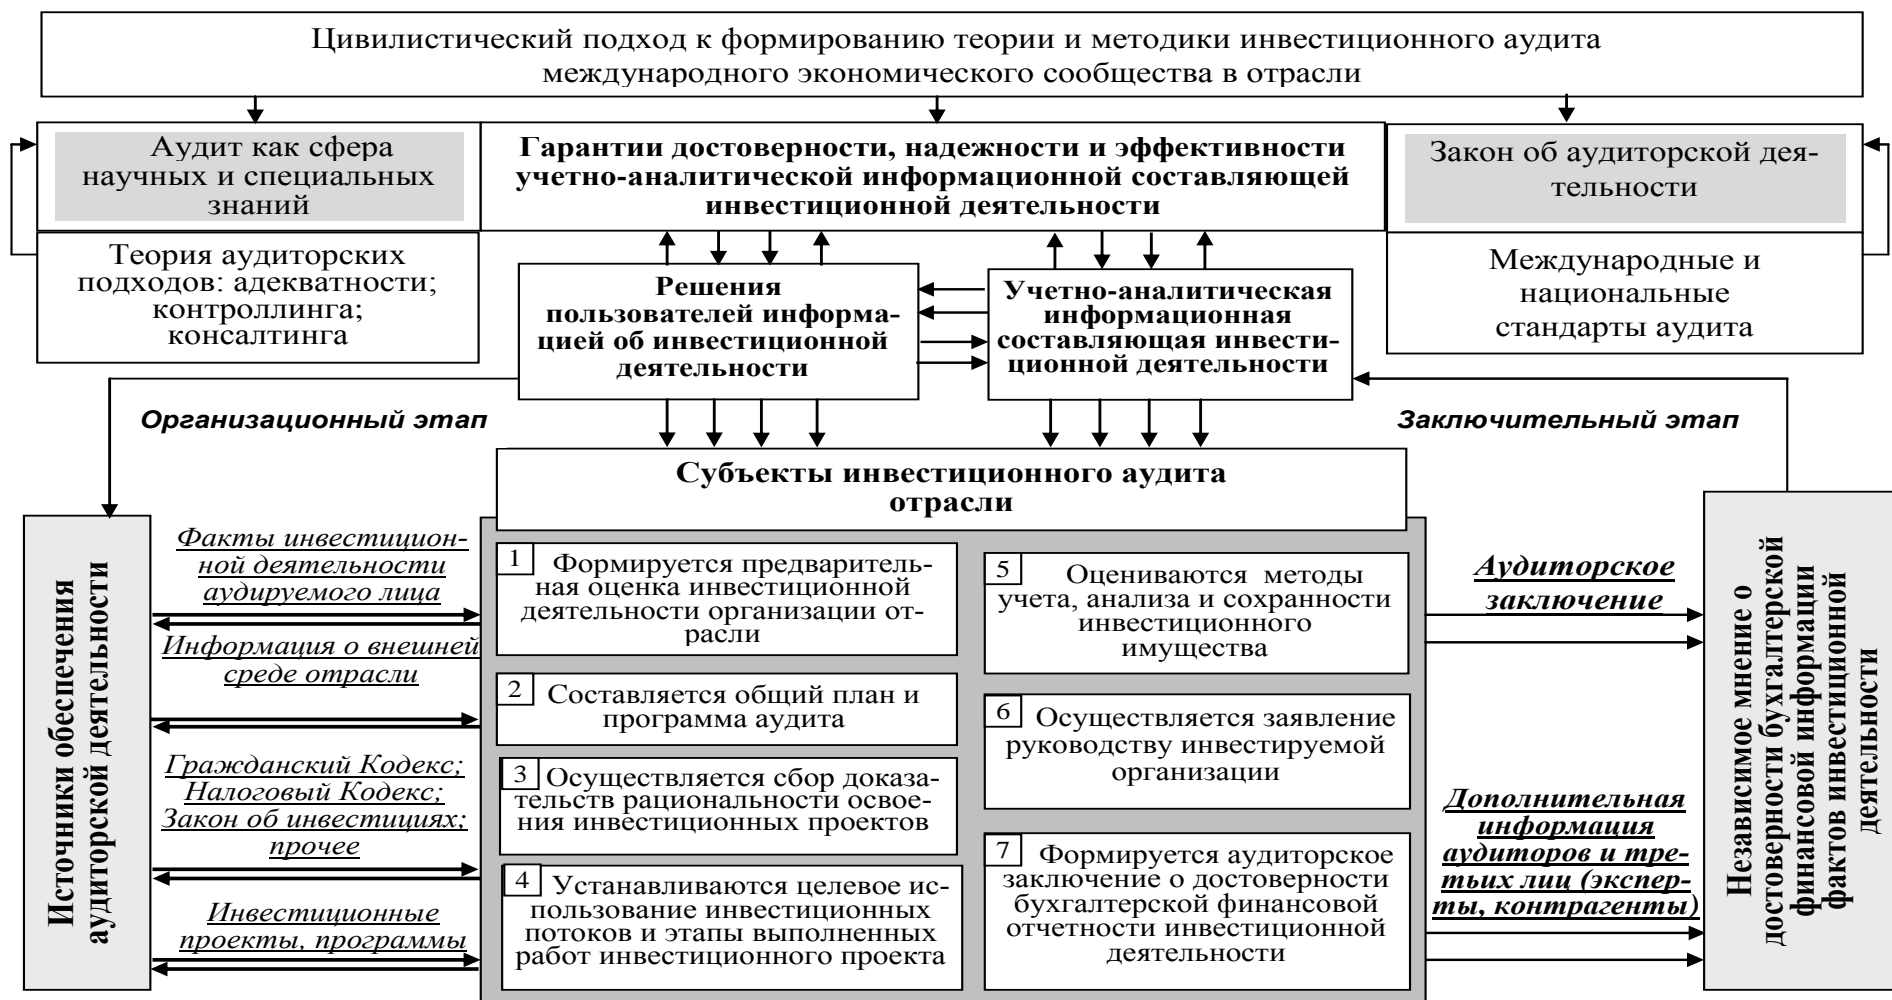 Цивилистический подход к формированию теории и методики инвестиционного аудита
международного экономического сообщества в отрасли
Аудит как сфера
научных и специальных
знаний
Гарантии достоверности, надежности и эффективности
учетно-аналитической информационной составляющей
инвестиционной деятельности
Закон об аудиторской дея-
тельности
Теория аудиторских
подходов: адекватности;
контроллинга;
консалтинга
Решения
пользователей информа-
цией об инвестиционной
деятельности
Учетно-аналитическая
информационная
составляющая инвести-
ционной деятельности
Международные и
национальные
стандарты аудита
Организационный этап
Заключительный этап
Субъекты инвестиционного аудита
отрасли
Источники обеспечения
аудиторской деятельности
Факты инвестицион-
ной деятельности
аудируемого лица
Информация о внешней
среде отрасли
Гражданский Кодекс;
Налоговый Кодекс;
Закон об инвестициях;
прочее
Инвестиционные
проекты, программы
1 Формируется предваритель-
ная оценка инвестиционной
деятельности организации от-
расли
2 Составляется общий план и
программа аудита
3 Осуществляется сбор доказа-
тельств рациональности освое-
ния инвестиционных проектов
4 Устанавливаются целевое ис-
пользование инвестиционных
потоков и этапы выполненных
работ инвестиционного проекта
5 Оцениваются методы
учета, анализа и сохранности
инвестиционного
имущества
6 Осуществляется заявление
руководству инвестируемой
организации
7 Формируется аудиторское
заключение о достоверности
бухгалтерской финансовой
отчетности инвестиционной
деятельности
Аудиторское
заключение
Дополнительная
информация
аудиторов и тре-
тьих лиц (экспер-
ты, контрагенты)
Независимое мнение о
достоверности бухгалтерской
финансовой информации
фактов инвестиционной
деятельности